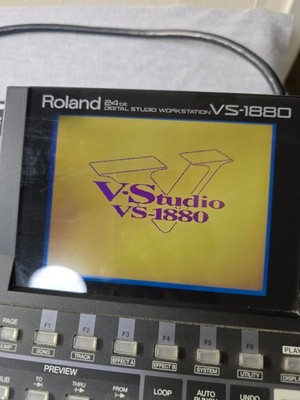 Roland 24bit DIGITAL STUDIO WORKSTATION VS-1880
V-Studio
VS-1880
PAGE F1 F2 F3 F4 F5 F6
JUMP SONG TRACK EFFECT A EFFECT B SYSTEM UTILITY PLAY
DISPLAY
PREVIEW
TO THRU FROM LOOP AUTO UNDO